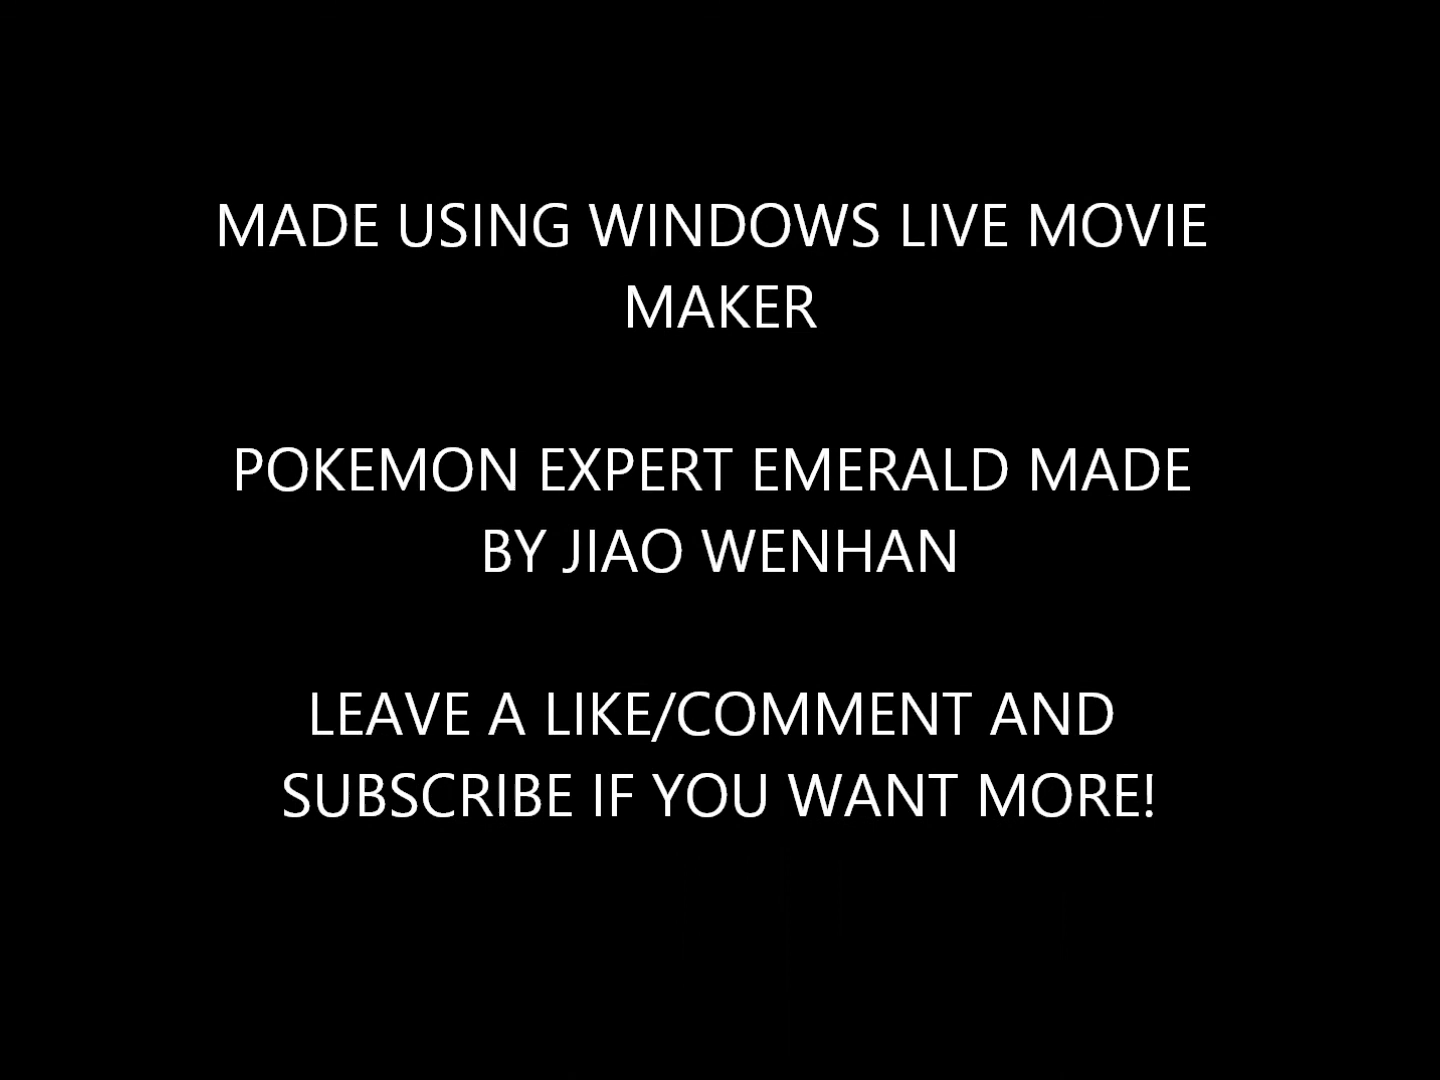 MADE USING WINDOWS LIVE MOVIE
MAKER
POKEMON EXPERT EMERALD MADE
BY JIAO WENHAN
LEAVE A LIKE/COMMENT AND
SUBSCRIBE IF YOU WANT MORE!